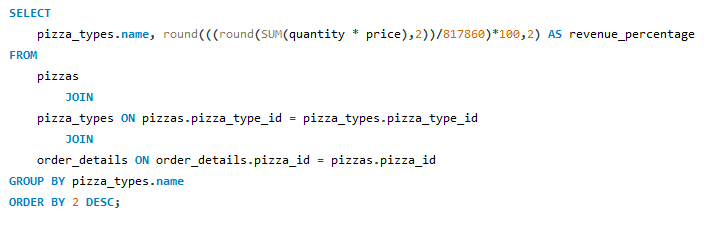 SELECT
pizza_types.name, round(((round(SUM(quantity * price),2))/817860)*100,2) AS revenue_percentage
FROM
pizzas
JOIN
pizza_types ON pizzas.pizza_type_id = pizza_types.pizza_type_id
JOIN
order_details ON order_details.pizza_id = pizzas.pizza_id
GROUP BY pizza_types.name
ORDER BY 2 DESC;